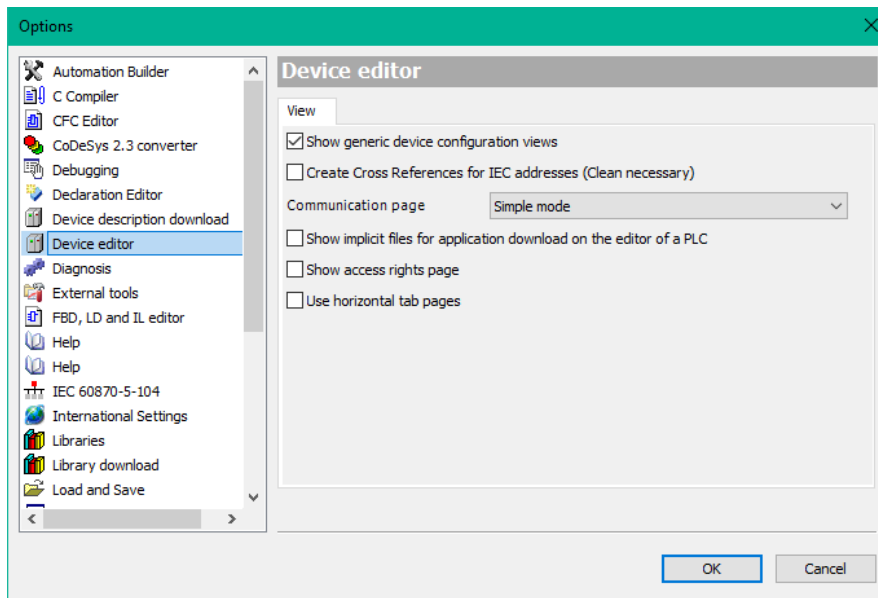 Options
Automation Builder
C Compiler
CFC Editor
CoDeSys 2.3 converter
Debugging
Declaration Editor
Device description download
Device editor
Diagnosis
External tools
FBD, LD and IL editor
Help
Help
IEC 60870-5-104
International Settings
Libraries
Library download
Load and Save
Device editor
View
Show generic device configuration views
Create Cross References for IEC addresses (Clean necessary)
Communication page Simple mode
Show implicit files for application download on the editor of a PLC
Show access rights page
Use horizontal tab pages
OK Cancel